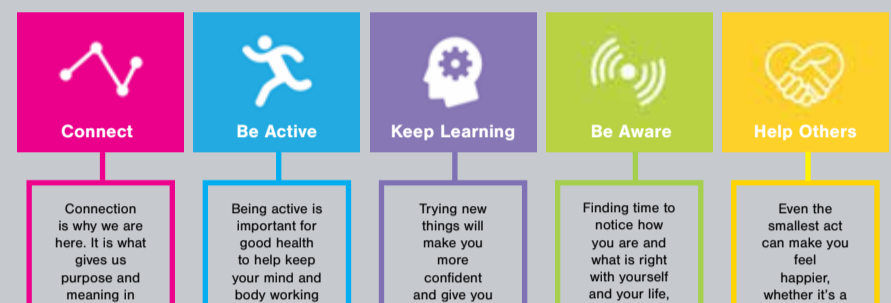 Connect
Be Active
Keep Learning
Be Aware
Help Others
Connection
is why we are
here. It is what
gives us
purpose and
meaning in
Being active is
important for
good health
to help keep
your mind and
body working
Trying new
things will
make you
more
confident
and give you
Finding time to
notice how
you are and
what is right
with yourself
and your life,
Even the
smallest act
can make you
feel
happier,
whether it's a